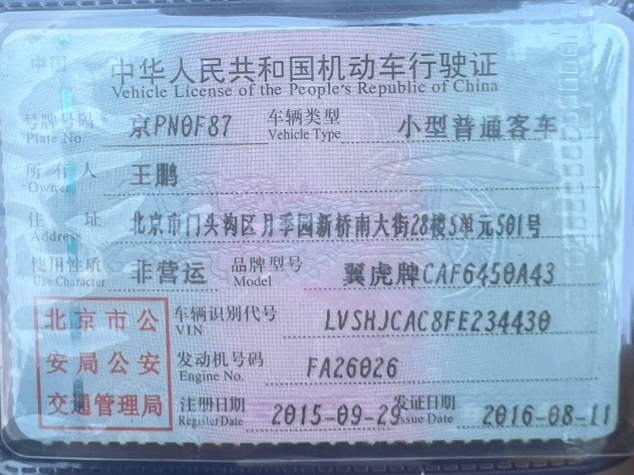 中国
中华人民共和国机动车行驶证
Vehicle License of the People's Republic of China
号牌号码 京PN0F87 车辆类型 小型普通客车
Plate No. Vehicle Type
所有人 王鹏
Owner
住址 北京市门头沟区月季园新桥南大街28楼5单元501号
Address
使用性质 非营运 品牌型号 翼虎牌CAF6450A43
Use Character Model
北京市公 车辆识别代号 LVSHJCAC8FE234430
VIN
安局公安 发动机号码 FA26026
Engine No.
交通管理局 注册日期 2015-09-29 发证日期 2016-08-11
Register Date Issue Date